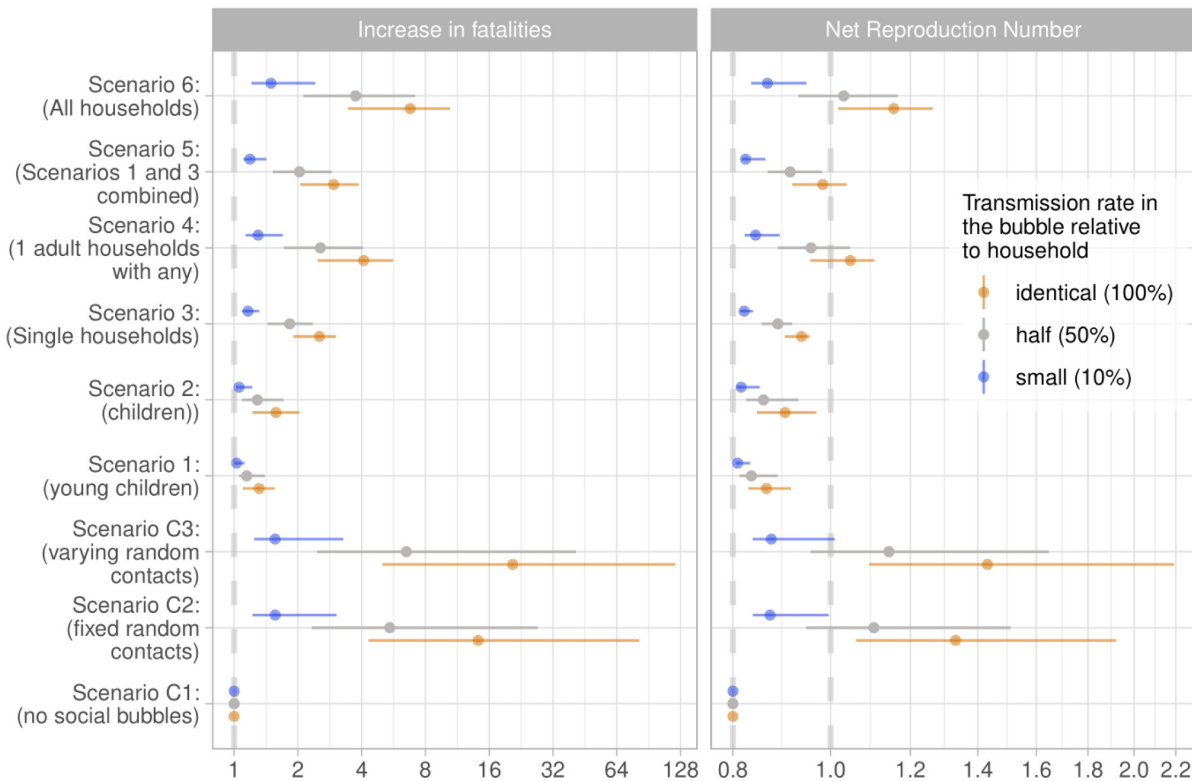 Increase in fatalities
Net Reproduction Number
Scenario 6:
(All households)
Scenario 5:
(Scenarios 1 and 3
combined)
Scenario 4:
(1 adult households
with any)
Scenario 3:
(Single households)
Scenario 2:
(children))
Scenario 1:
(young children)
Scenario C3:
(varying random
contacts)
Scenario C2:
(fixed random
contacts)
Scenario C1:
(no social bubbles)
Transmission rate in
the bubble relative
to household
identical (100%)
half (50%)
small (10%)
1 2 4 8 16 32 64 128
0.8 1.0 1.2 1.4 1.6 1.8 2.0 2.2